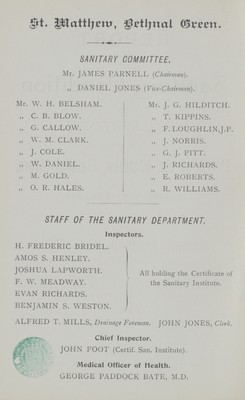 St. Matthew, Bethnal Green.
SANITARY COMMITTEE.
Mr. JAMES PARNELL (Chairman).
„ DANIEL JONES (Vice-Chairman).
Mr. W. H. BELSHAM. Mr. J. G. HILDITCH.
„ C. B. BLOW. „ T. KIPPINS.
„ G. CALLOW. „ F. LOUGHLIN, J.P.
„ W. M. CLARK. „ J. NORRIS.
„ J. COLE. „ G. J. PITT.
„ W. DANIEL. „ J. RICHARDS.
„ M. GOLD. „ E. ROBERTS.
„ O. R. HALES. „ R. WILLIAMS.
STAFF OF THE SANITARY DEPARTMENT.
Inspectors.
H. FREDERIC BRIDEL.
AMOS S. HENLEY.
JOSHUA LAPWORTH.
F. W. MEADWAY.
EVAN RICHARDS.
BENJAMIN S. WESTON.
All holding the Certificate of
the Sanitary Institute.
ALFRED T. MILLS, Drainage Foreman. JOHN JONES, Clerk.
Chief Inspector.
JOHN FOOT (Certif. San. Institute).
Medical Officer of Health.
GEORGE PADDOCK BATE, M.D.